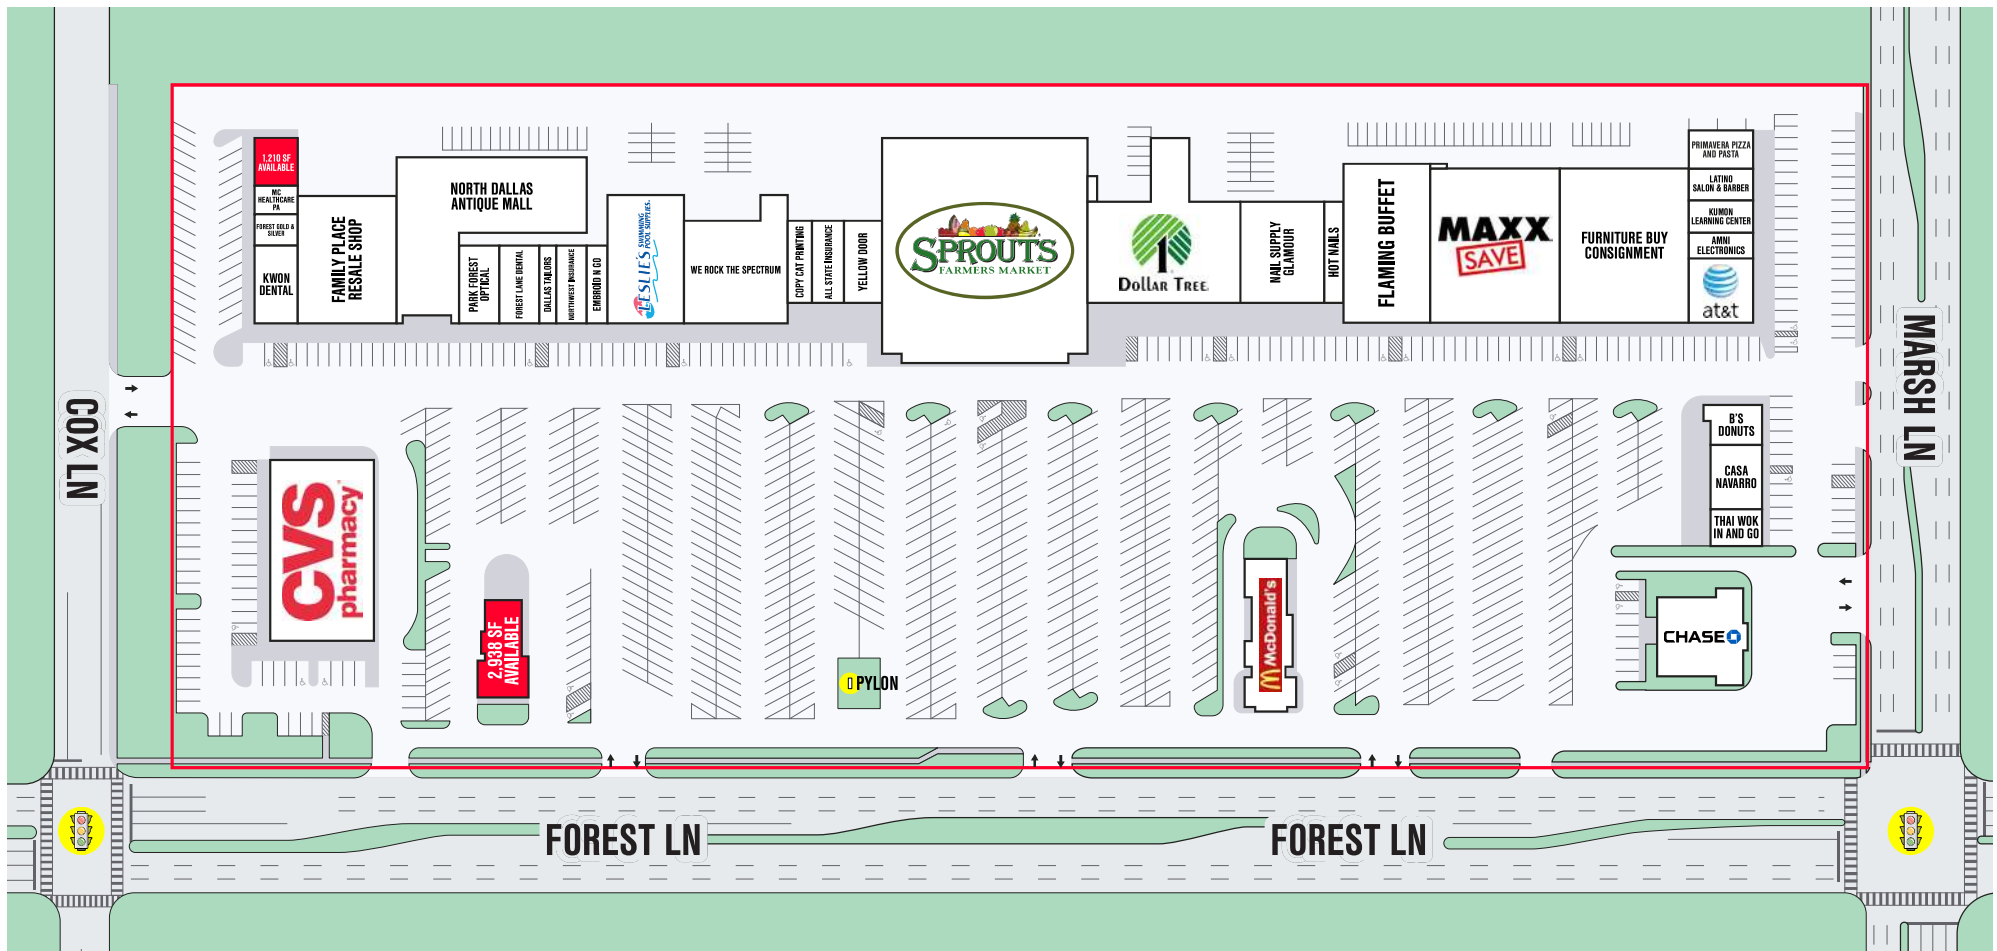 1,210 SF
AVAILABLE
MC
HEALTHCARE
PA
FOREST GOLD &
SILVER
KWON
DENTAL
FAMILY PLACE
RESALE SHOP
NORTH DALLAS
ANTIQUE MALL
PARK FOREST
OPTICAL
FOREST LANE DENTAL
DALLAS TAILORS
NORTHWEST INSURANCE
EMBROID N GO
LESLIE'S
SWIMMING
POOL SUPPLIES.
WE ROCK THE SPECTRUM
COPY CAT PRINTING
ALL STATE INSURANCE
YELLOW DOOR
SPROUTS
FARMERS MARKET
1
Dollar Tree
NAIL SUPPLY
GLAMOUR
HOT NAILS
FLAMING BUFFET
MAXX
SAVE
FURNITURE BUY
CONSIGNMENT
PRIMAVERA PIZZA
AND PASTA
LATINO
SALON & BARBER
KUMON
LEARNING CENTER
AMNI
ELECTRONICS
at&t
COX LN
MARSH LN
CVS
pharmacy
2,938 SF
AVAILABLE
PYLON
McDonald's
B'S
DONUTS
CASA
NAVARRO
THAI WOK
IN AND GO
CHASE
FOREST LN
FOREST LN